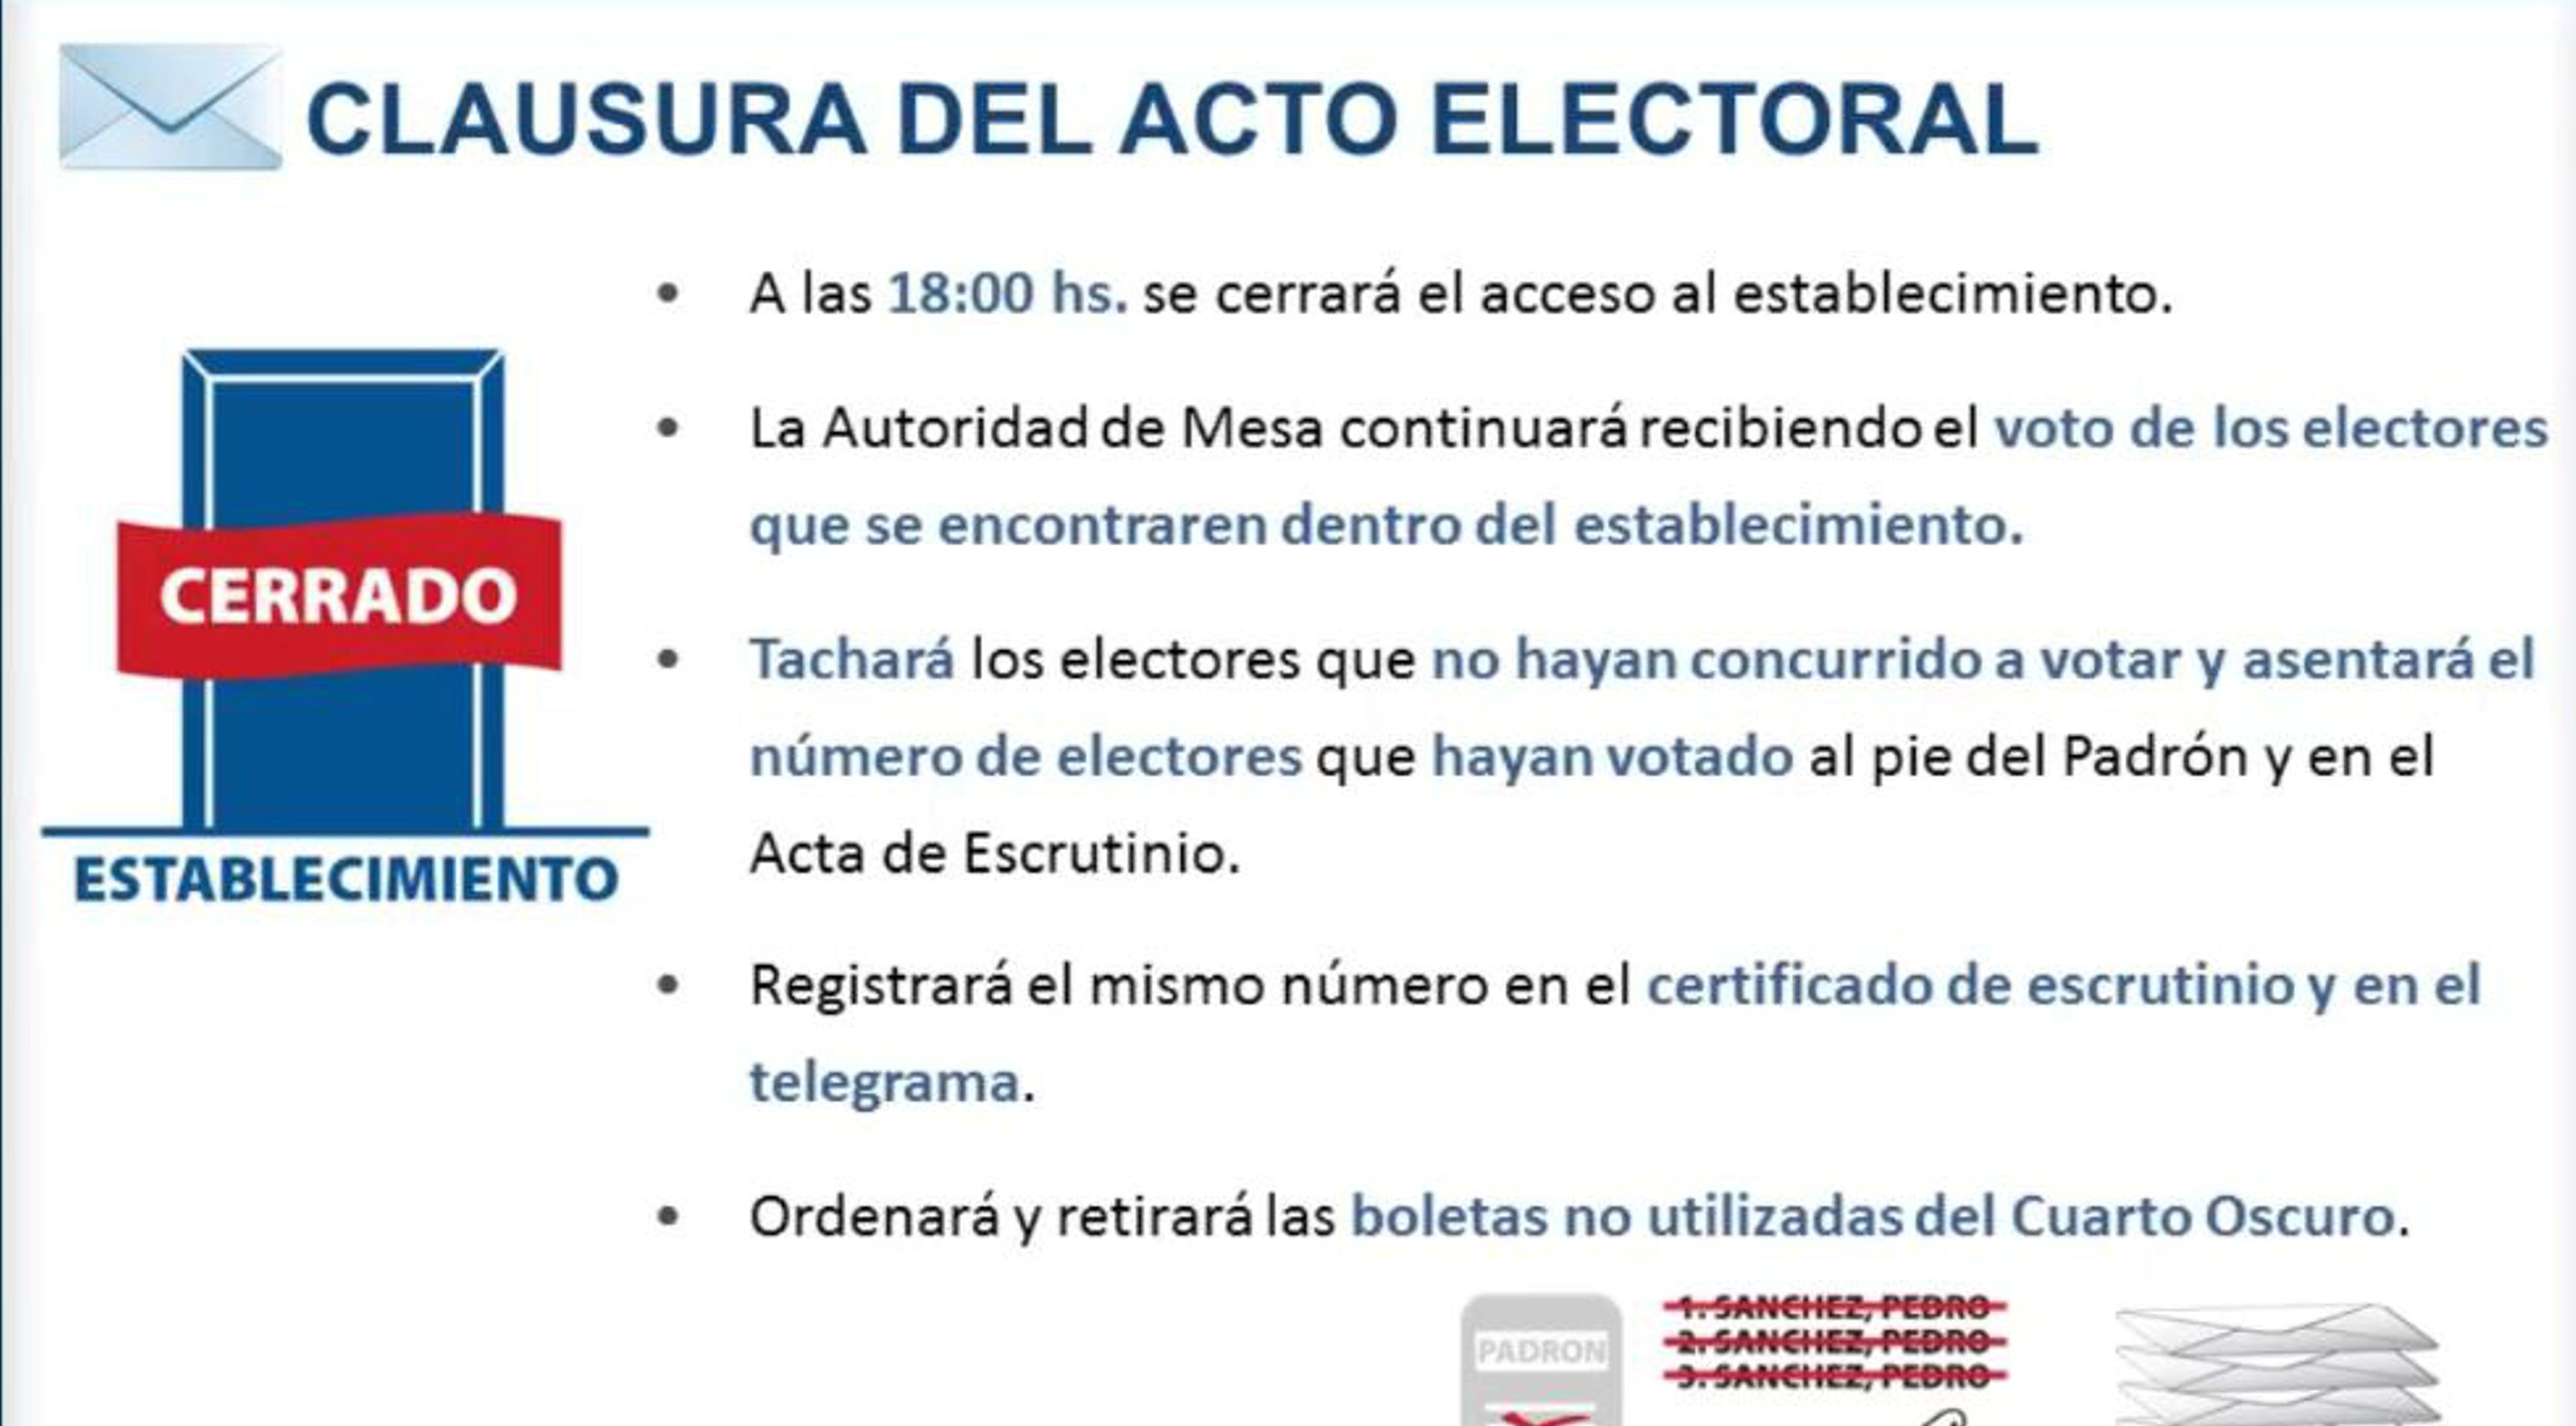 CLAUSURA DEL ACTO ELECTORAL
• A las 18:00 hs. se cerrará el acceso al establecimiento.
• La Autoridad de Mesa continuará recibiendo el voto de los electores
que se encontraren dentro del establecimiento.
• Tachará los electores que no hayan concurrido a votar y asentará el
número de electores que hayan votado al pie del Padrón y en el
Acta de Escrutinio.
• Registrará el mismo número en el certificado de escrutinio y en el
telegrama.
• Ordenará y retirará las boletas no utilizadas del Cuarto Oscuro.
CERRADO
ESTABLECIMIENTO
PADRON
1. SANCHEZ, PEDRO
2. SANCHEZ, PEDRO
3. SANCHEZ, PEDRO